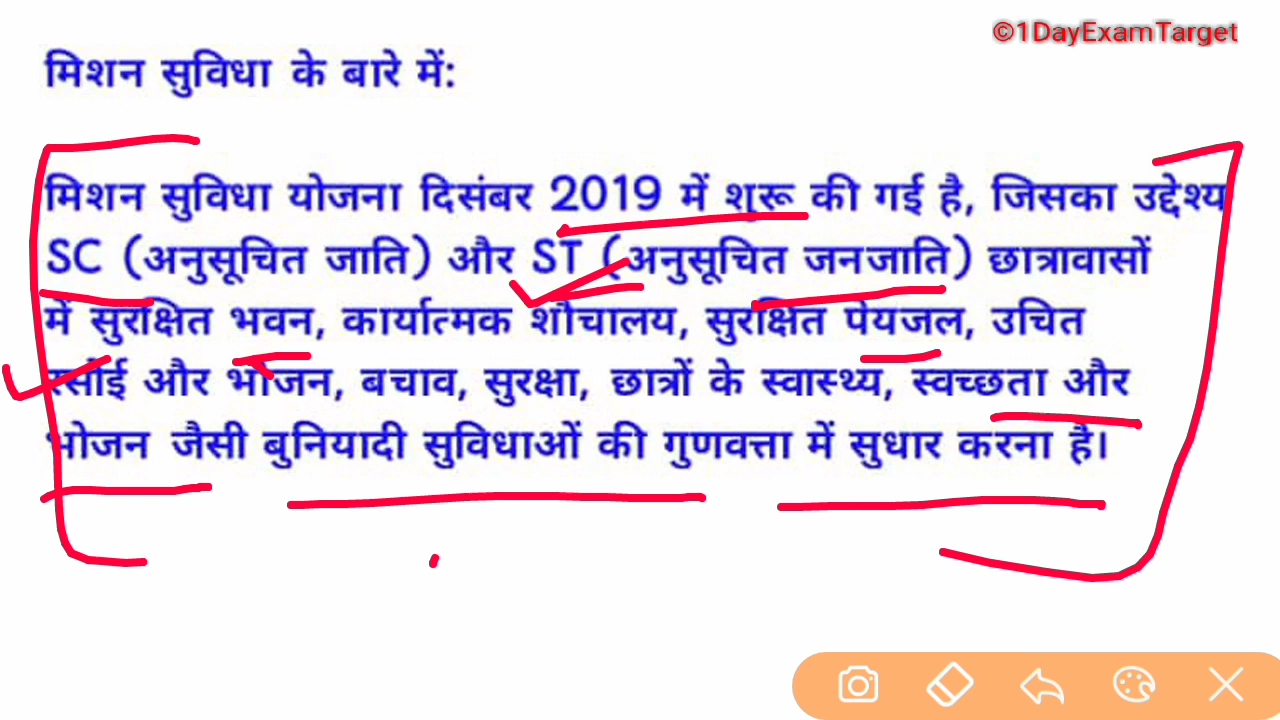 ©1DayExamTarget
मिशन सुविधा के बारे में:
मिशन सुविधा योजना दिसंबर 2019 में शुरू की गई है, जिसका उद्देश्य
SC (अनुसूचित जाति) और ST (अनुसूचित जनजाति) छात्रावासों
में सुरक्षित भवन, कार्यात्मक शौचालय, सुरक्षित पेयजल, उचित
रसोई और भोजन, बचाव, सुरक्षा, छात्रों के स्वास्थ्य, स्वच्छता और
भोजन जैसी बुनियादी सुविधाओं की गुणवत्ता में सुधार करना है।